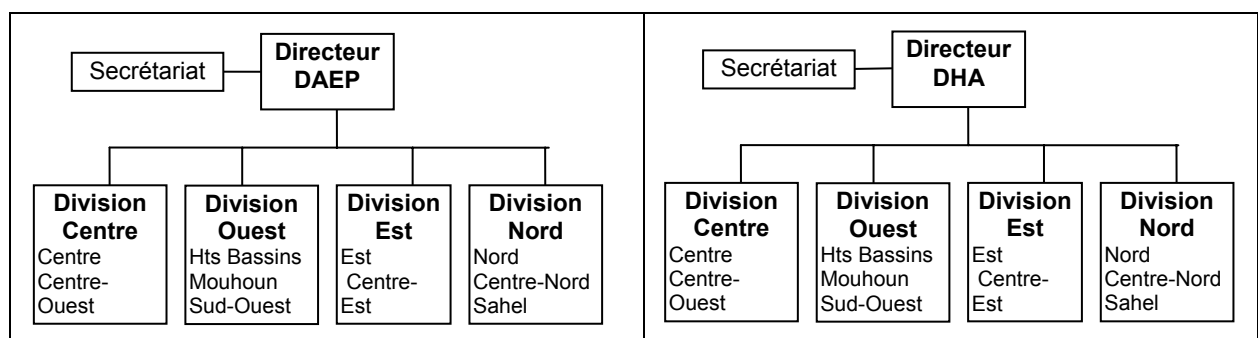 Secrétariat
Directeur
DAEP
Division
Centre
Centre
Centre-
Ouest
Division
Ouest
Hts Bassins
Mouhoun
Sud-Ouest
Division
Est
Est
Centre-
Est
Division
Nord
Nord
Centre-Nord
Sahel
Secrétariat
Directeur
DHA
Division
Centre
Centre
Centre-
Ouest
Division
Ouest
Hts Bassins
Mouhoun
Sud-Ouest
Division
Est
Est
Centre-
Est
Division
Nord
Nord
Centre-Nord
Sahel